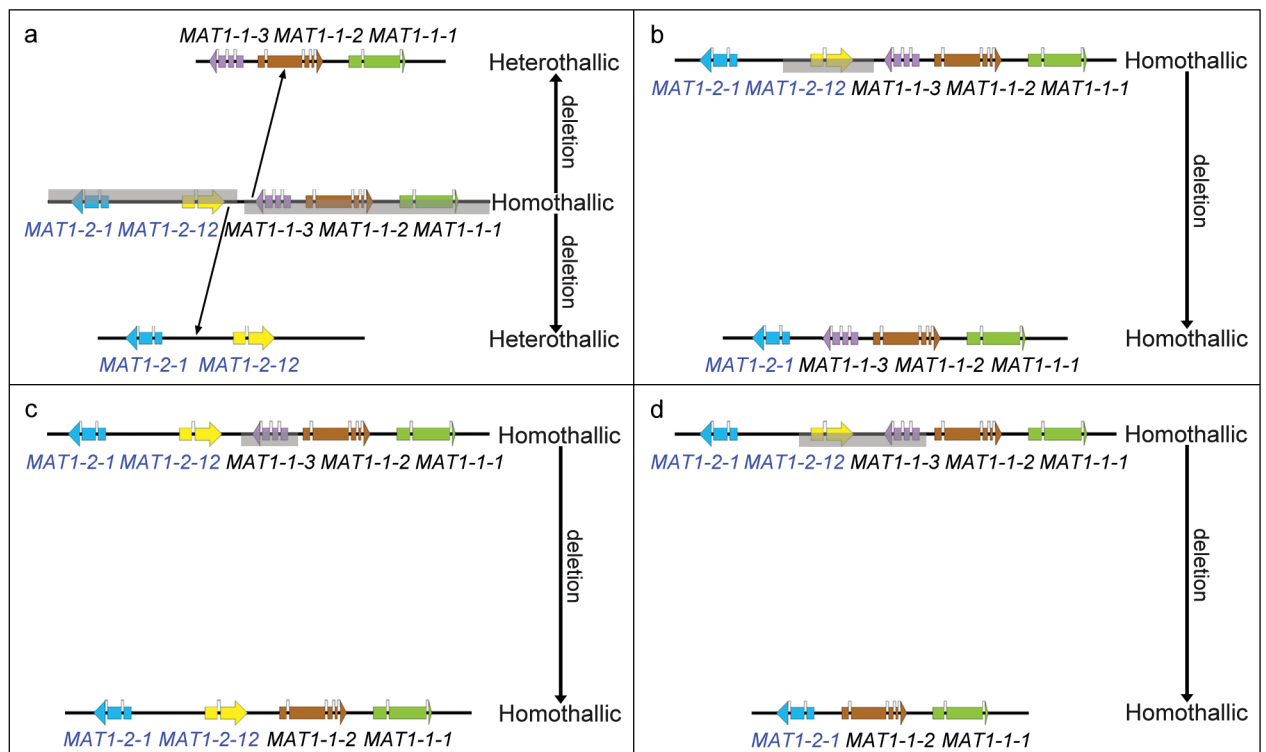 a
MAT1-1-3 MAT1-1-2 MAT1-1-1
Heterothallic
deletion
Homothallic
MAT1-2-1 MAT1-2-12 MAT1-1-3 MAT1-1-2 MAT1-1-1
deletion
Heterothallic
MAT1-2-1 MAT1-2-12
b
Homothallic
MAT1-2-1 MAT1-2-12 MAT1-1-3 MAT1-1-2 MAT1-1-1
deletion
Homothallic
MAT1-2-1 MAT1-1-3 MAT1-1-2 MAT1-1-1
c
Homothallic
MAT1-2-1 MAT1-2-12 MAT1-1-3 MAT1-1-2 MAT1-1-1
deletion
Homothallic
MAT1-2-1 MAT1-2-12 MAT1-1-2 MAT1-1-1
d
Homothallic
MAT1-2-1 MAT1-2-12 MAT1-1-3 MAT1-1-2 MAT1-1-1
deletion
Homothallic
MAT1-2-1 MAT1-1-2 MAT1-1-1